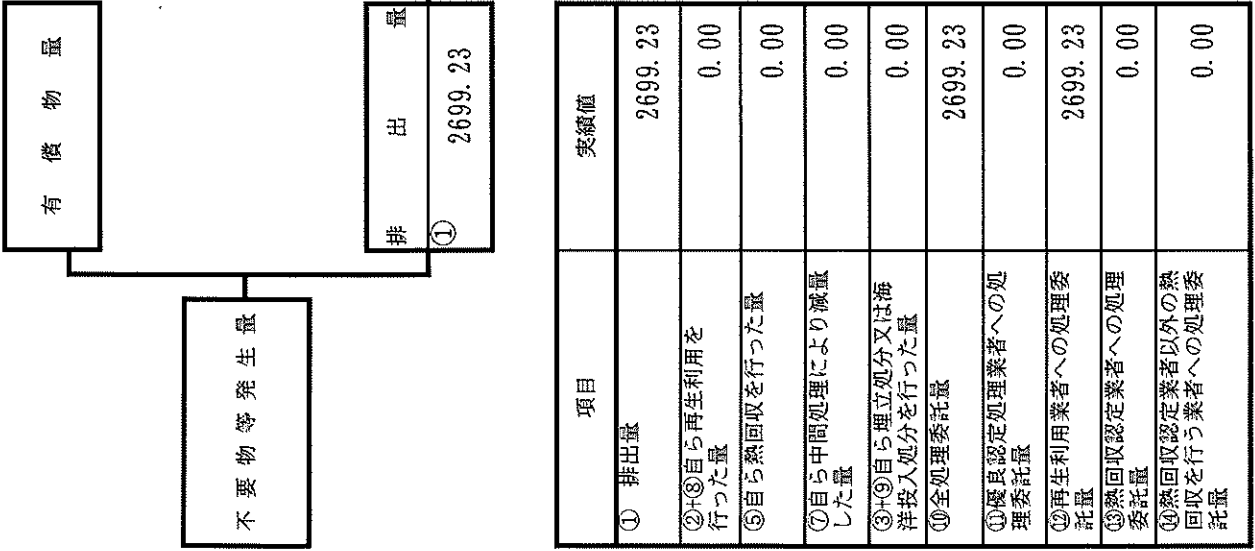 有 償 物 量
不 要 物 等 発 生 量
排 出 量
① 2699.23
項目 実績値
① 排出量 2699.23
②+⑧自ら再生利用を
行った量 0.00
⑤自ら熱回収を行った量 0.00
⑦自ら中間処理により減量
した量 0.00
③+⑨自ら埋立処分又は海
洋投入処分を行った量 0.00
⑩全処理委託量 2699.23
⑪優良認定処理業者への処
理委託量 0.00
⑫再生利用業者への処理委
託量 2699.23
⑬熱回収認定業者への処理
委託量 0.00
⑭熱回収認定業者以外の熱
回収を行う業者への処理委
託量 0.00